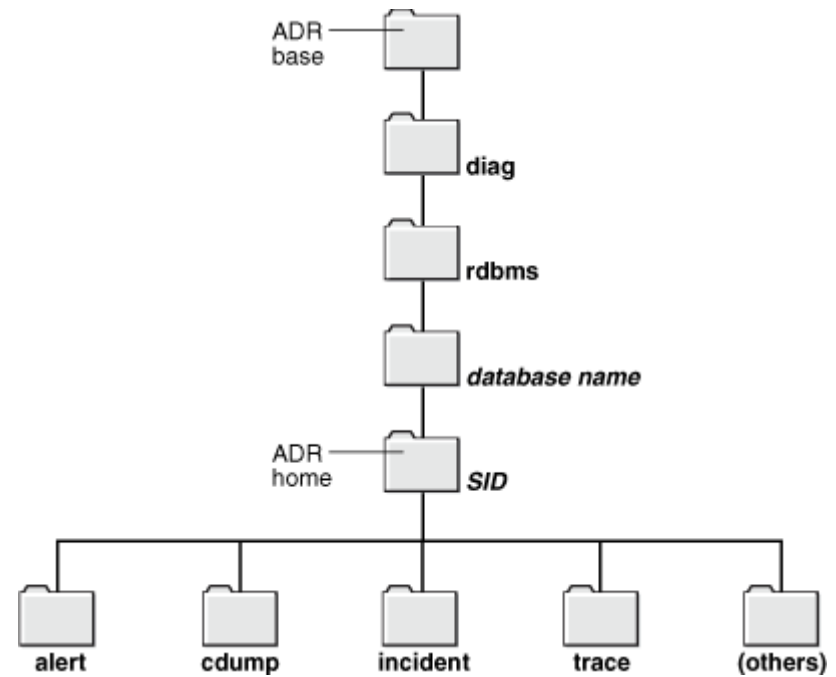 ADR
base
diag
rdbms
database name
ADR
home
SID
alert
cdump
incident
trace
(others)